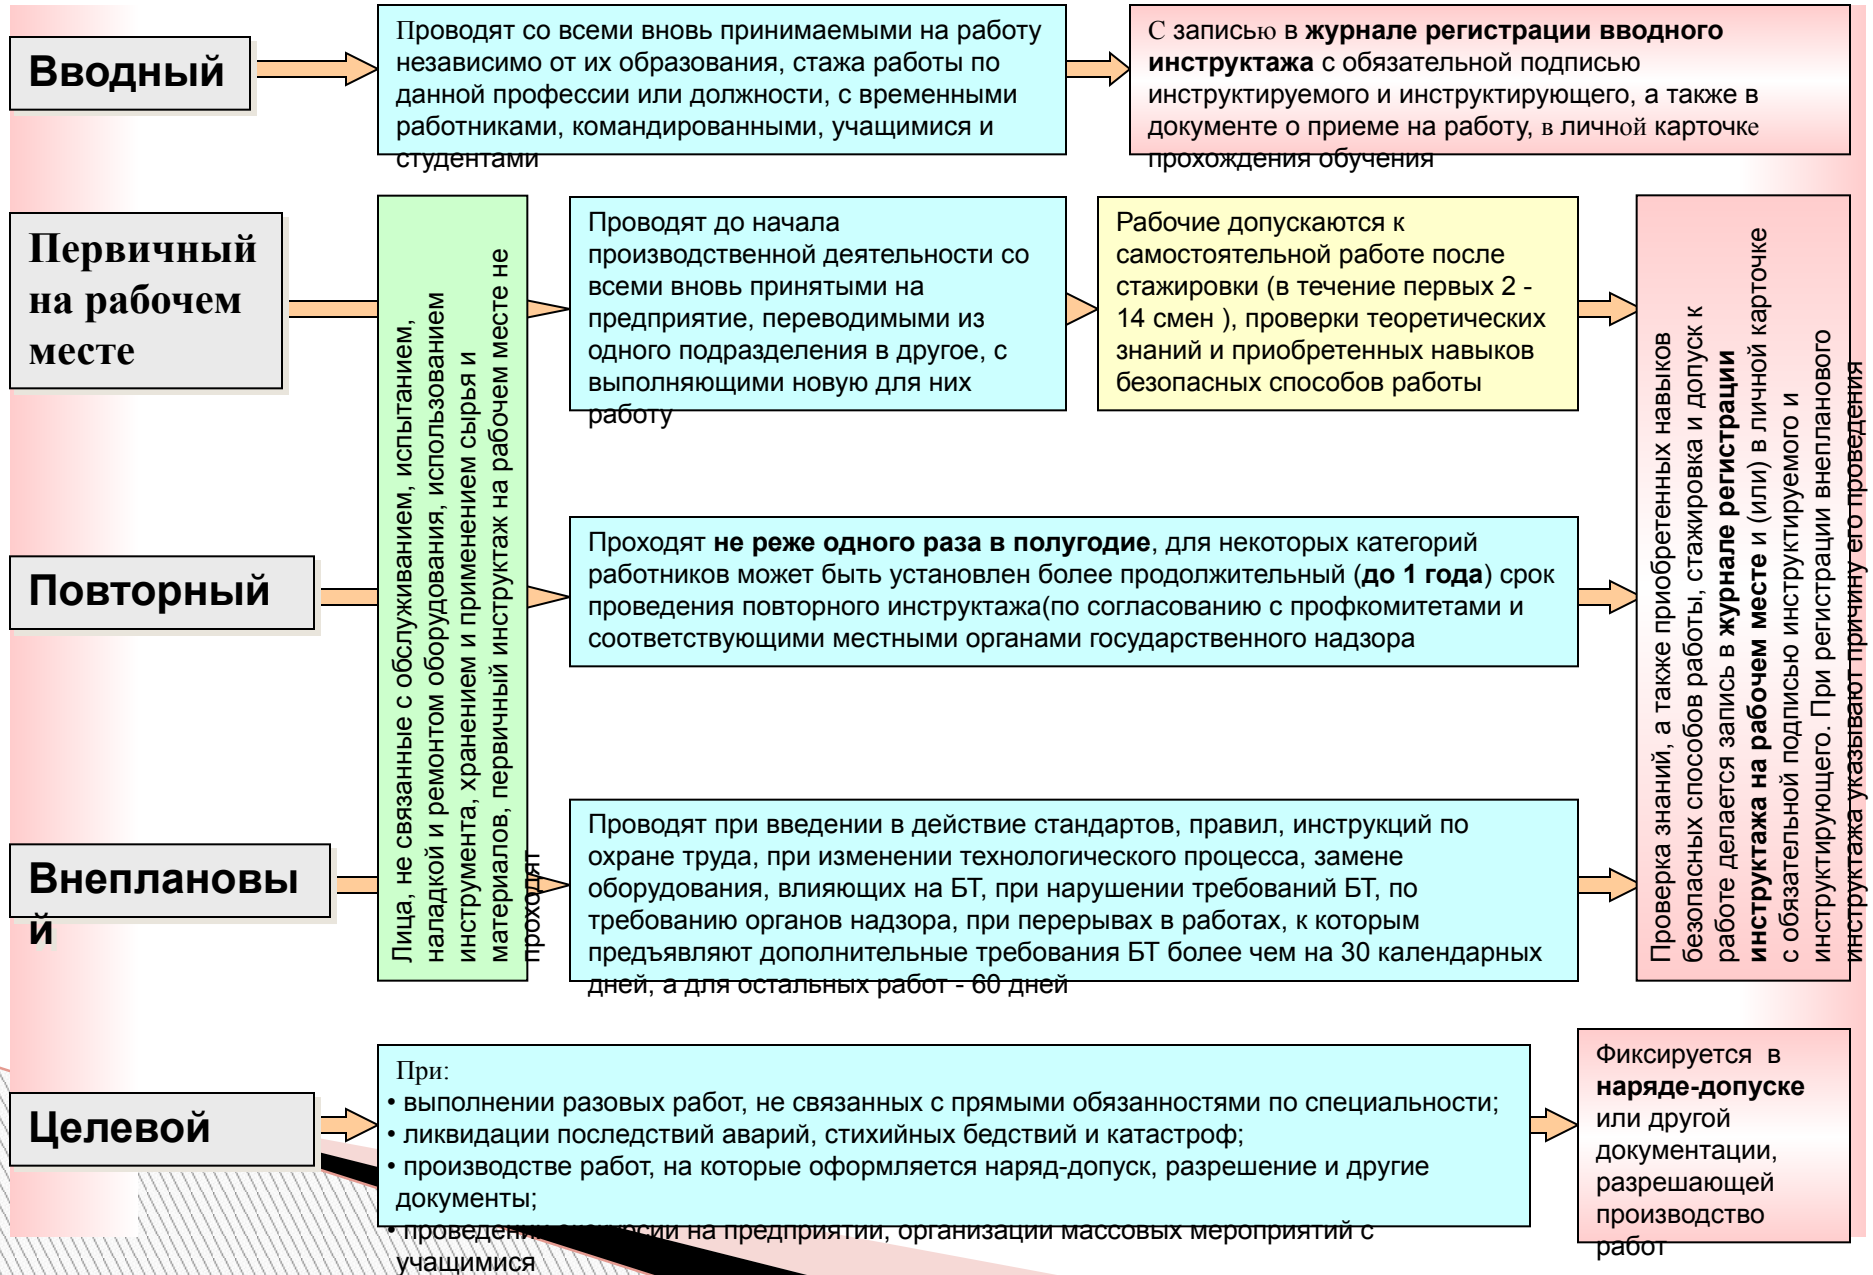 Вводный
Проводят со всеми вновь принимаемыми на работу
независимо от их образования, стажа работы по
данной профессии или должности, с временными
работниками, командированными, учащимися и
студентами
С записью в журнале регистрации вводного
инструктажа с обязательной подписью
инструктируемого и инструктирующего, а также в
документе о приеме на работу, в личной карточке
прохождения обучения
Первичный
на рабочем
месте
Лица, не связанные с обслуживанием, испытанием,
наладкой и ремонтом оборудования, использованием
инструмента, хранением и применением сырья и
материалов, первичный инструктаж на рабочем месте не
проходят
Проводят до начала
производственной деятельности со
всеми вновь принятыми на
предприятие, переводимыми из
одного подразделения в другое, с
выполняющими новую для них
работу
Рабочие допускаются к
самостоятельной работе после
стажировки (в течение первых 2 -
14 смен ), проверки теоретических
знаний и приобретенных навыков
безопасных способов работы
Проверка знаний, а также приобретенных навыков
безопасных способов работы, стажировка и допуск к
работе делается запись в журнале регистрации
инструктажа на рабочем месте и (или) в личной карточке
с обязательной подписью инструктируемого и
инструктирующего. При регистрации внепланового
инструктажа указывают причину его проведения
Повторный
Проходят не реже одного раза в полугодие, для некоторых категорий
работников может быть установлен более продолжительный (до 1 года) срок
проведения повторного инструктажа(по согласованию с профкомитетами и
соответствующими местными органами государственного надзора
Внеплановы
й
Проводят при введении в действие стандартов, правил, инструкций по
охране труда, при изменении технологического процесса, замене
оборудования, влияющих на БТ, при нарушении требований БТ, по
требованию органов надзора, при перерывах в работах, к которым
предъявляют дополнительные требования БТ более чем на 30 календарных
дней, а для остальных работ - 60 дней
Целевой
При:
• выполнении разовых работ, не связанных с прямыми обязанностями по специальности;
• ликвидации последствий аварий, стихийных бедствий и катастроф;
• производстве работ, на которые оформляется наряд-допуск, разрешение и другие
документы;
• проведении экскурсии на предприятии, организации массовых мероприятий с
учащимися
Фиксируется в
наряде-допуске
или другой
документации,
разрешающей
производство
работ